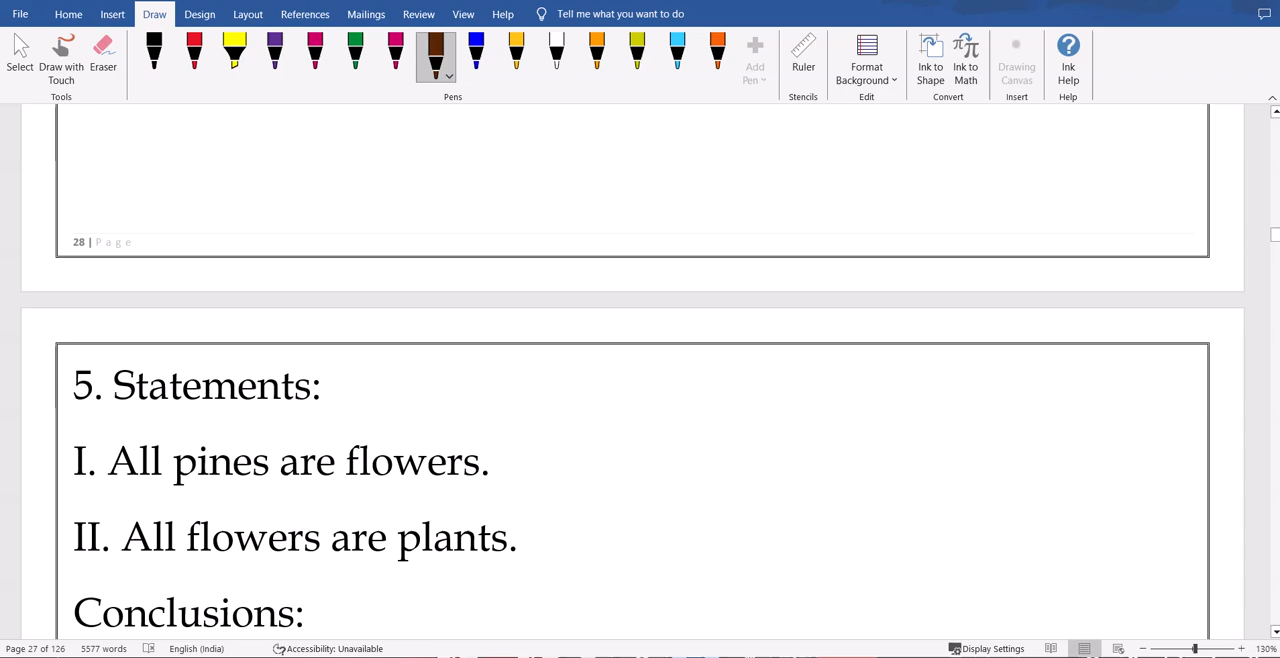 File Home Insert Draw Design Layout References Mailings Review View Help Tell me what you want to do
Select Draw with Touch Eraser Add Pen Ruler Format Background Ink to Shape Ink to Math Drawing Canvas Ink Help
Tools Pens Stencils Edit Convert Insert Help
28 | Page
5. Statements:
I. All pines are flowers.
II. All flowers are plants.
Conclusions:
Page 27 of 126 5577 words English (India) Accessibility: Unavailable Display Settings 130%